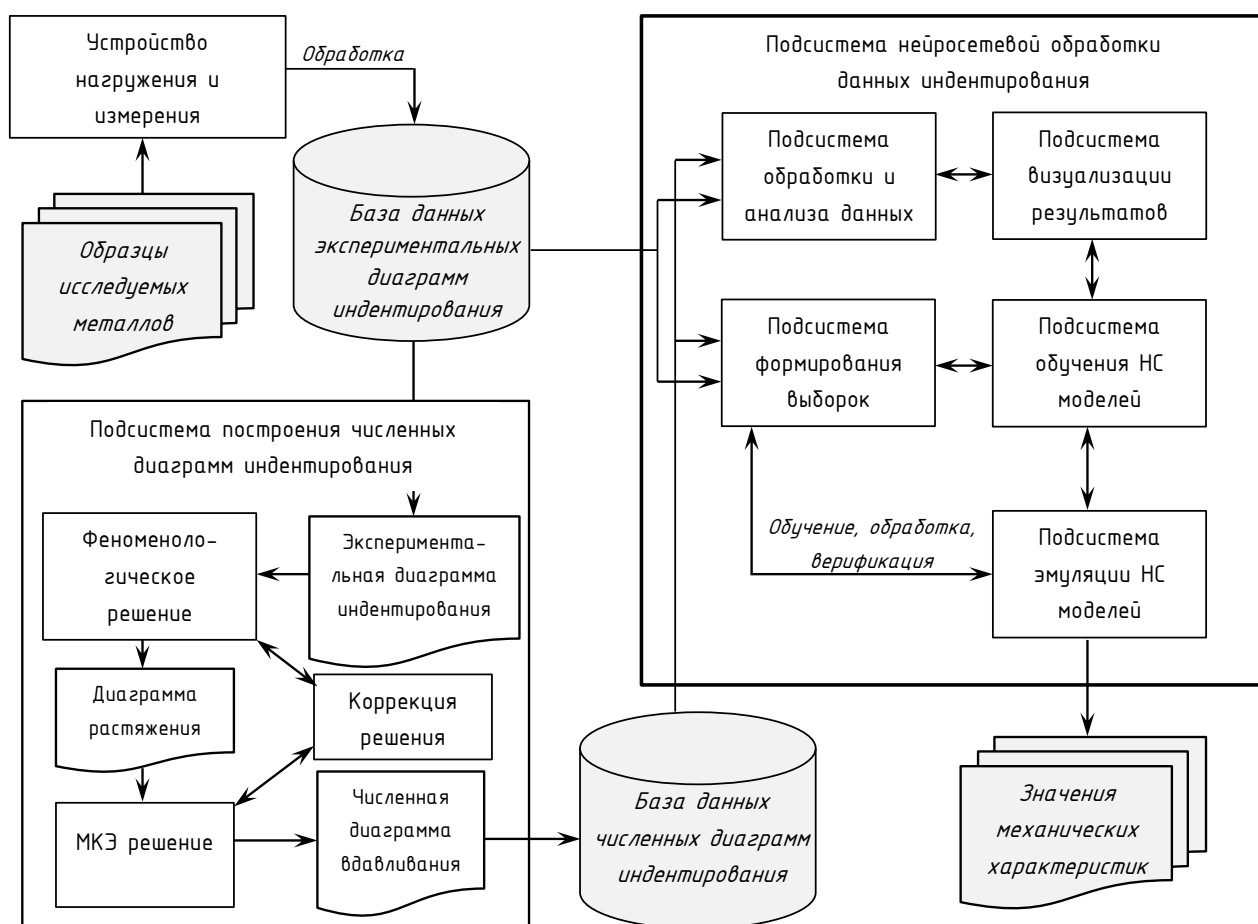 Устройство
нагружения и
измерения
Обработка
Образцы
исследуемых
металлов
База данных
экспериментальных
диаграмм
индентирования
Подсистема нейросетевой обработки
данных индентирования
Подсистема
обработки и
анализа данных
Подсистема
визуализации
результатов
Подсистема
формирования
выборок
Подсистема
обучения НС
моделей
Обучение, обработка,
верификация
Подсистема
эмуляции НС
моделей
Подсистема построения численных
диаграмм индентирования
Феноменоло-
гическое
решение
Эксперимента-
льная диаграмма
индентирования
Диаграмма
растяжения
Коррекция
решения
МКЭ решение
Численная
диаграмма
вдавливания
База данных
численных диаграмм
индентирования
Значения
механических
характеристик